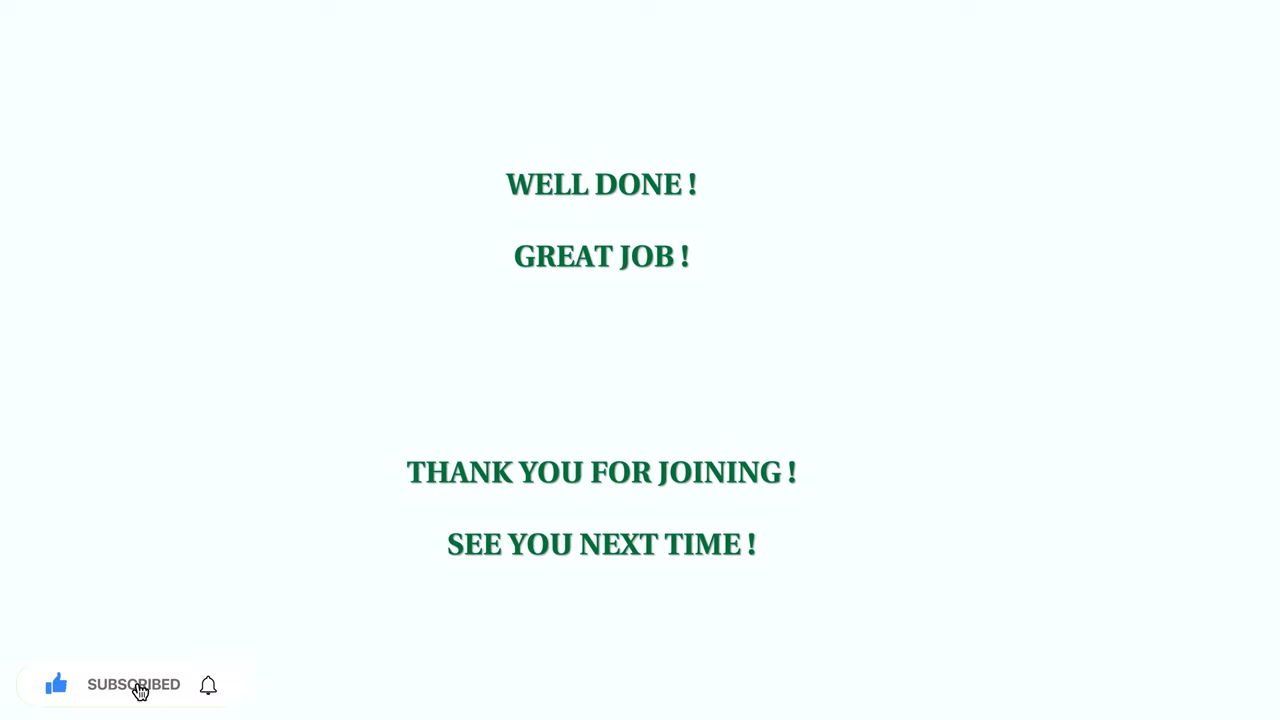 WELL DONE !
GREAT JOB !
THANK YOU FOR JOINING !
SEE YOU NEXT TIME !
SUBSCRIBED